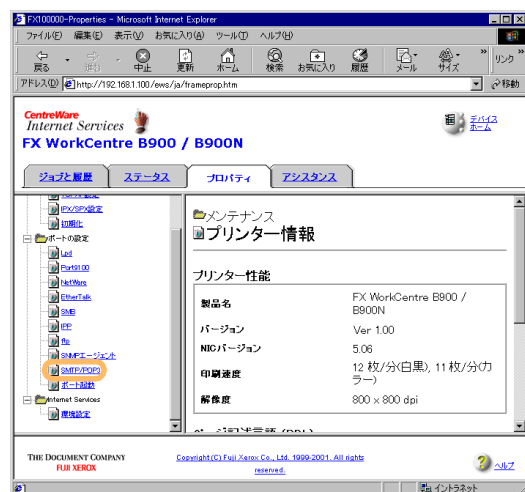 FX100000-Properties - Microsoft Internet Explorer
ファイル(F) 編集(E) 表示(V) お気に入り(A) ツール(T) ヘルプ(H)
戻る 進む 中止 更新 ホーム 検索 お気に入り 履歴 メール サイズ » リンク »
アドレス(D) http://192.168.1.100/ews/ja/frameprop.htm 移動
CentreWare
Internet Services
デバイス
ホーム
FX WorkCentre B900 / B900N
ジョブと履歴 ステータス プロパティ アシスタンス
IPX/SPX設定
初期化
ポートの設定
Lpd
Port9100
NetWare
EtherTalk
SMB
IPP
ftp
SNMPエージェント
SMTP/POP3
ポート起動
Internet Services
環境設定
メンテナンス
プリンター情報
プリンター性能
製品名 FX WorkCentre B900 /
B900N
バージョン Ver 1.00
NICバージョン 5.06
印刷速度 12 枚/分(白黒), 11 枚/分(カ
ラー)
解像度 800 × 800 dpi
THE DOCUMENT COMPANY
FUJI XEROX
Copyright (C) Fuji Xerox Co., Ltd. 1999-2001. All rights
reserved.
ヘルプ
イントラネット